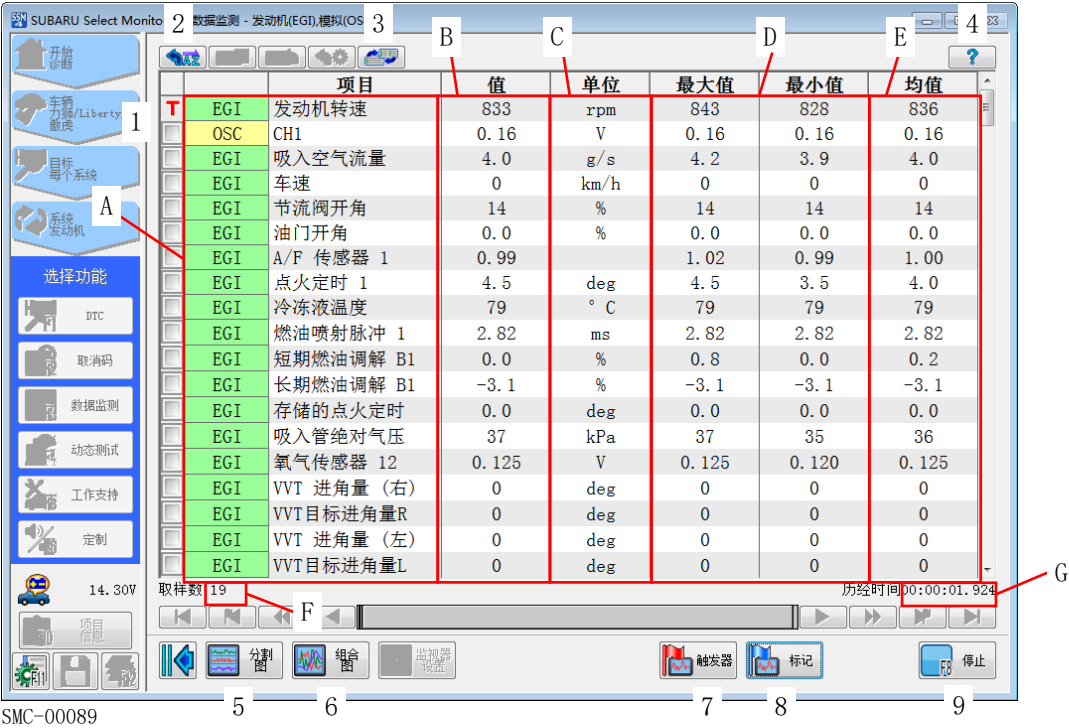 SSM SUBARU Select Monito 数据监测 - 发动机(EGI),模拟(OS
2 3 B C D E 4
开始
诊断
AZ ?
项目 值 单位 最大值 最小值 均值
T EGI 发动机转速 833 rpm 843 828 836
OSC CH1 0.16 V 0.16 0.16 0.16
EGI 吸入空气流量 4.0 g/s 4.2 3.9 4.0
EGI 车速 0 km/h 0 0 0
EGI 节流阀开角 14 % 14 14 14
EGI 油门开角 0.0 % 0.0 0.0 0.0
EGI A/F 传感器 1 0.99 1.02 0.99 1.00
EGI 点火定时 1 4.5 deg 4.5 3.5 4.0
EGI 冷冻液温度 79 ° C 79 79 79
EGI 燃油喷射脉冲 1 2.82 ms 2.82 2.82 2.82
EGI 短期燃油调解 B1 0.0 % 0.8 0.0 0.2
EGI 长期燃油调解 B1 -3.1 % -3.1 -3.1 -3.1
EGI 存储的点火定时 0.0 deg 0.0 0.0 0.0
EGI 吸入管绝对气压 37 kPa 37 35 36
EGI 氧气传感器 12 0.125 V 0.125 0.120 0.125
EGI VVT 进角量 (右) 0 deg 0 0 0
EGI VVT目标进角量R 0 deg 0 0 0
EGI VVT 进角量 (左) 0 deg 0 0 0
EGI VVT目标进角量L 0 deg 0 0 0
车辆
力狮/Liberty
傲虎
1
目标
每个系统
A
系统
发动机
选择功能
DTC
取消码
数据监测
动态测试
工作支持
定制
14.30V
取样数 19 历经时间00:00:01.924
F
G
项目
信息
F11
分割
图
组合
图
监视器
设置
触发器
标记
F8 停止
5 6 7 8 9
SMC-00089